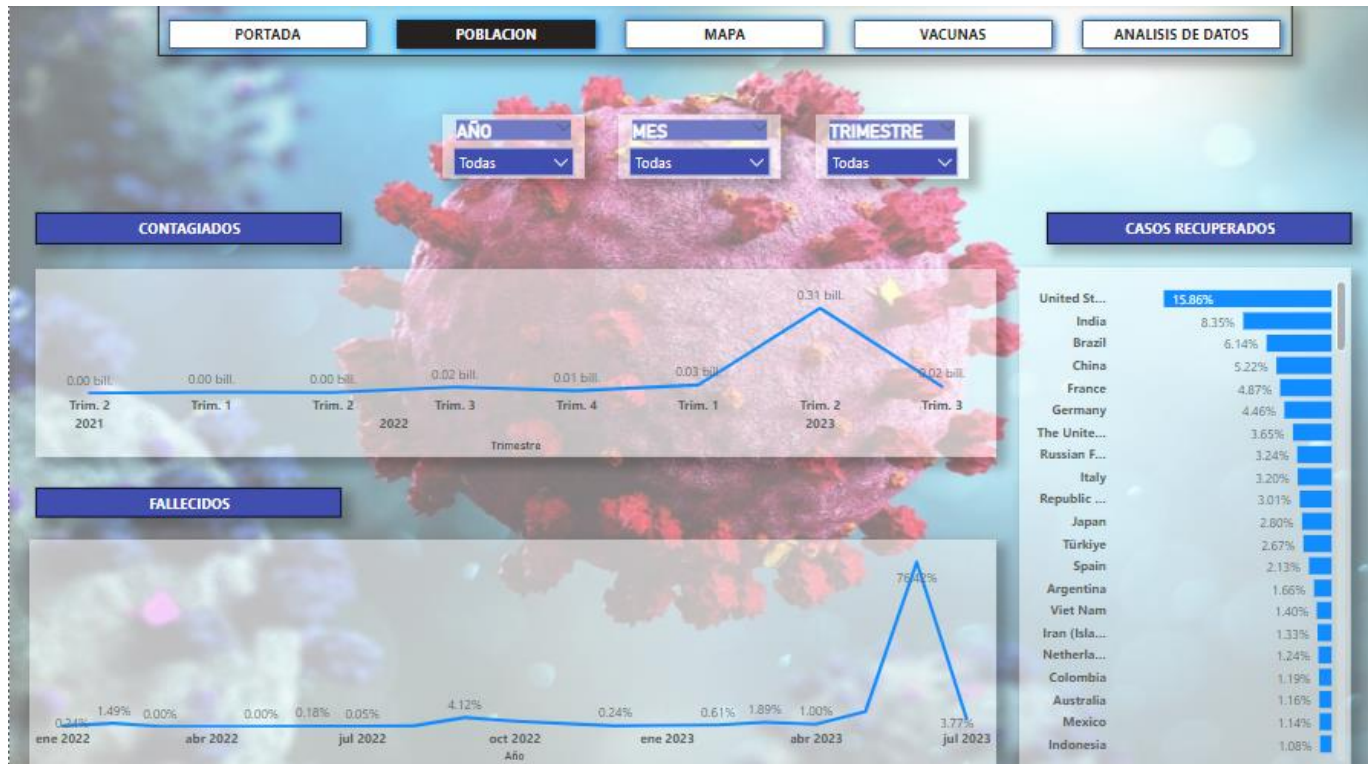 PORTADA POBLACION MAPA VACUNAS ANALISIS DE DATOS
AÑO MES TRIMESTRE
Todas Todas Todas
CONTAGIADOS
0.31 bill.
0.00 bill. 0.00 bill. 0.00 bill. 0.02 bill. 0.01 bill. 0.03 bill. 0.02 bill.
Trim. 2 Trim. 1 Trim. 2 Trim. 3 Trim. 4 Trim. 1 Trim. 2 Trim. 3
2021 2022 2023
Trimestre
FALLECIDOS
76.42%
0.24% 1.49% 0.00% 0.00% 0.18% 0.05% 4.12% 0.24% 0.61% 1.89% 1.00% 3.77%
ene 2022 abr 2022 jul 2022 oct 2022 ene 2023 abr 2023 jul 2023
Año
CASOS RECUPERADOS
United St... 15.86%
India 8.35%
Brazil 6.14%
China 5.22%
France 4.87%
Germany 4.46%
The Unite... 3.65%
Russian F... 3.24%
Italy 3.20%
Republic ... 3.01%
Japan 2.80%
Türkiye 2.67%
Spain 2.13%
Argentina 1.66%
Viet Nam 1.40%
Iran (Isla... 1.33%
Netherla... 1.24%
Colombia 1.19%
Australia 1.16%
Mexico 1.14%
Indonesia 1.08%